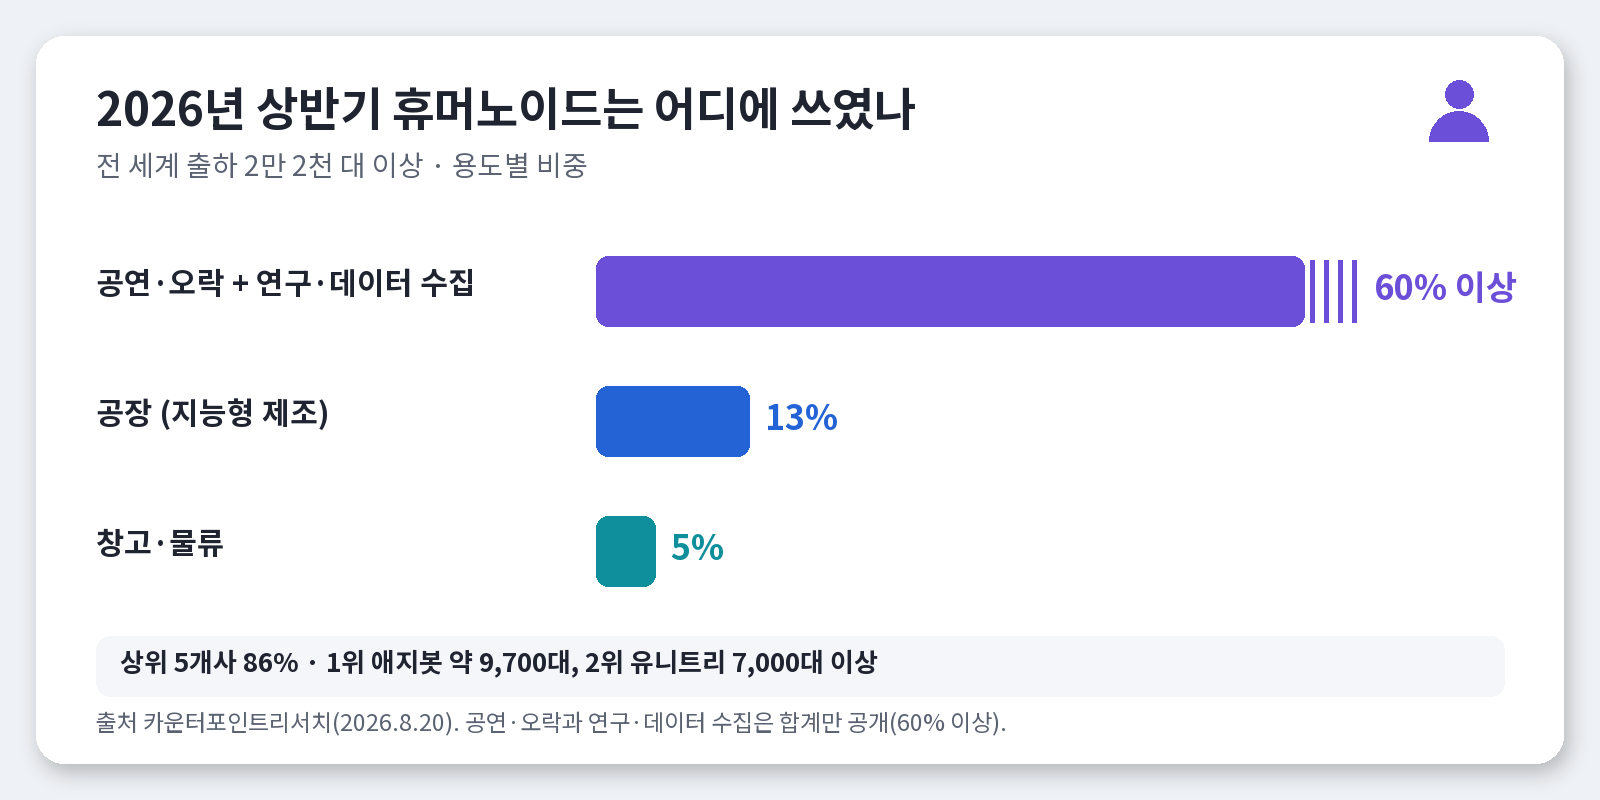 2026년 상반기 휴머노이드는 어디에 쓰였나
전 세계 출하 2만 2천 대 이상 · 용도별 비중
공연·오락 + 연구·데이터 수집
60% 이상
공장 (지능형 제조)
13%
창고·물류
5%
상위 5개사 86% · 1위 애지봇 약 9,700대, 2위 유니트리 7,000대 이상
출처 카운터포인트리서치(2026.8.20). 공연·오락과 연구·데이터 수집은 합계만 공개(60% 이상).